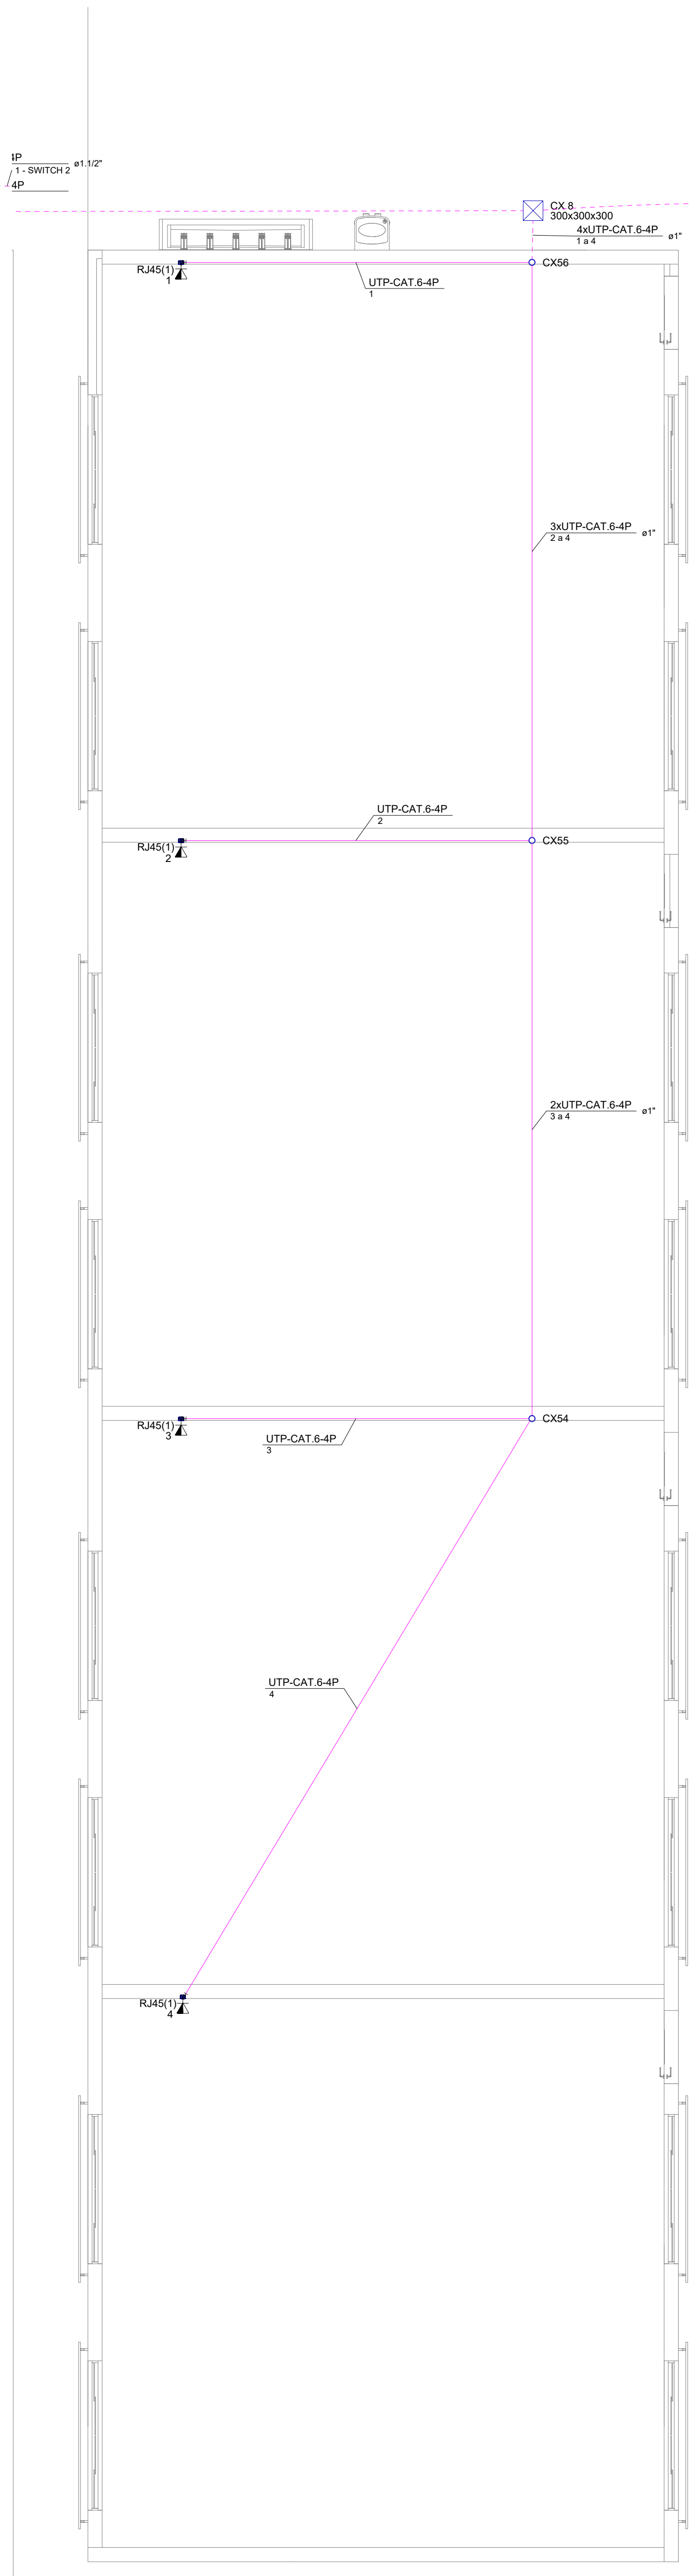 4P
ø1.1/2"
1 - SWITCH 2
4P
CX 8
300x300x300
4xUTP-CAT.6-4P
1 a 4
ø1"
CX56
RJ45(1)
1
UTP-CAT.6-4P
1
3xUTP-CAT.6-4P
2 a 4
ø1"
UTP-CAT.6-4P
2
RJ45(1)
2
CX55
2xUTP-CAT.6-4P
3 a 4
ø1"
RJ45(1)
3
CX54
UTP-CAT.6-4P
3
UTP-CAT.6-4P
4
RJ45(1)
4